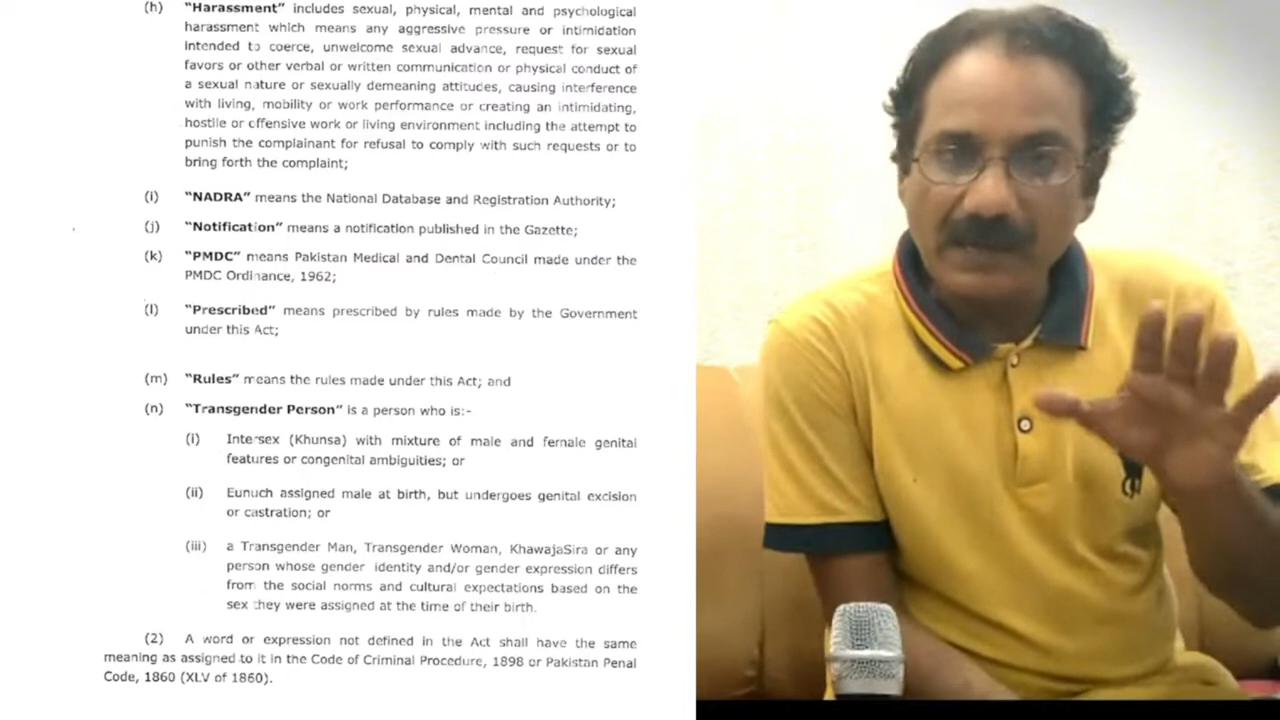 (h) "Harassment" includes sexual, physical, mental and psychological
harassment which means any aggressive pressure or intimidation
intended to coerce, unwelcome sexual advance, request for sexual
favors or other verbal or written communication or physical conduct of
a sexual nature or sexually demeaning attitudes, causing interference
with living, mobility or work performance or creating an intimidating,
hostile or offensive work or living environment including the attempt to
punish the complainant for refusal to comply with such requests or to
bring forth the complaint;
(i) "NADRA" means the National Database and Registration Authority;
(j) "Notification" means a notification published in the Gazette;
(k) "PMDC" means Pakistan Medical and Dental Council made under the
PMDC Ordinance, 1962;
(l) "Prescribed" means prescribed by rules made by the Government
under this Act;
(m) "Rules" means the rules made under this Act; and
(n) "Transgender Person" is a person who is:-
(i) Intersex (Khunsa) with mixture of male and female genital
features or congenital ambiguities; or
(ii) Eunuch assigned male at birth, but undergoes genital excision
or castration; or
(iii) a Transgender Man, Transgender Woman, KhawajaSira or any
person whose gender identity and/or gender expression differs
from the social norms and cultural expectations based on the
sex they were assigned at the time of their birth.
(2) A word or expression not defined in the Act shall have the same
meaning as assigned to it in the Code of Criminal Procedure, 1898 or Pakistan Penal
Code, 1860 (XLV of 1860).